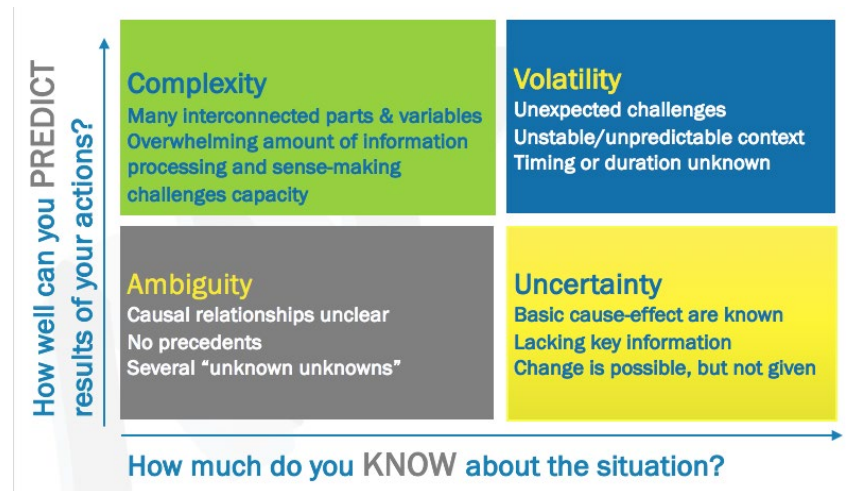 How well can you PREDICT
results of your actions?
Complexity
Many interconnected parts & variables
Overwhelming amount of information
processing and sense-making
challenges capacity
Volatility
Unexpected challenges
Unstable/unpredictable context
Timing or duration unknown
Ambiguity
Causal relationships unclear
No precedents
Several “unknown unknowns”
Uncertainty
Basic cause-effect are known
Lacking key information
Change is possible, but not given
How much do you KNOW about the situation?